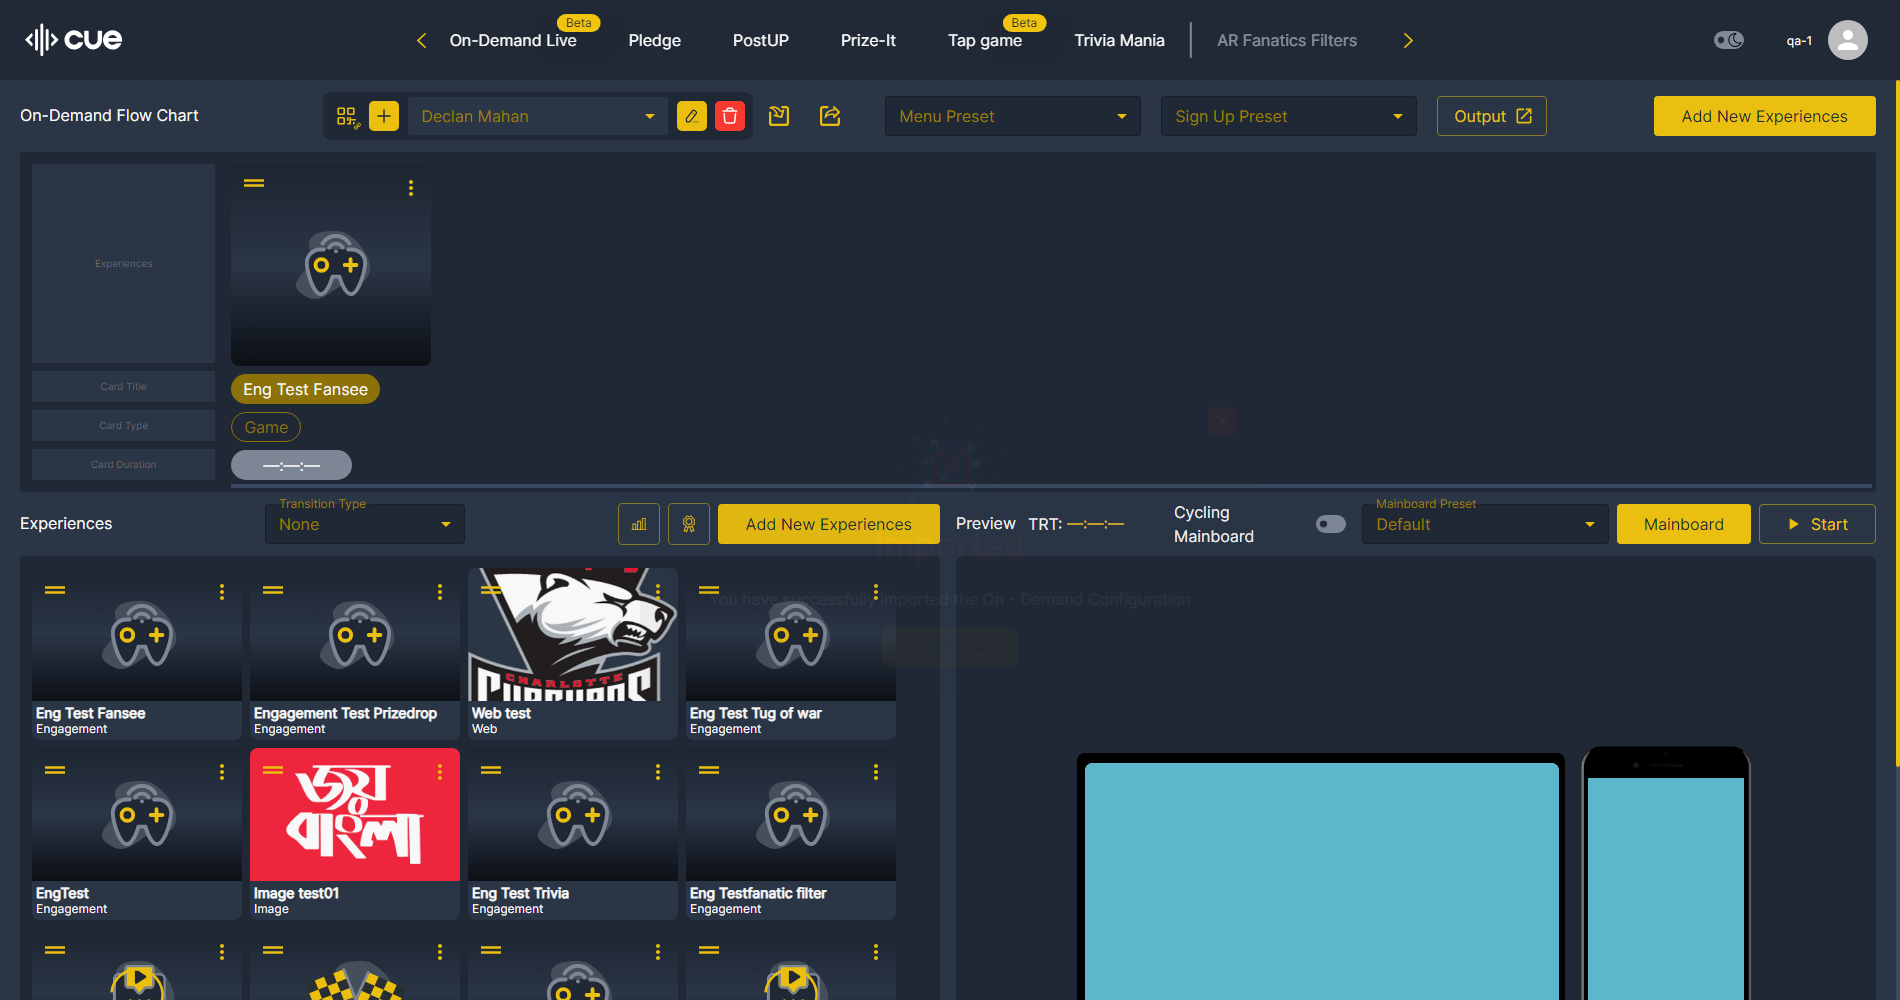 cue
Beta
Beta
On-Demand Live
Pledge
PostUP
Prize-It
Tap game
Trivia Mania
AR Fanatics Filters
qa-1
On-Demand Flow Chart
Declan Mahan
Menu Preset
Sign Up Preset
Output
Add New Experiences
Experiences
Card Title
Eng Test Fansee
Card Type
Game
Card Duration
—:—:—
Experiences
Transition Type
None
Add New Experiences
Preview
TRT: —:—:—
Cycling
Mainboard
Mainboard Preset
Default
Mainboard
Start
Imported
You have successfully imported the On - Demand Configuration
Continue
CHARLOTTE
Eng Test Fansee
Engagement
Engagement Test Prizedrop
Engagement
Web test
Web
Eng Test Tug of war
Engagement
জয়
বাংলা
EngTest
Engagement
Image test01
Image
Eng Test Trivia
Engagement
Eng Testfanatic filter
Engagement